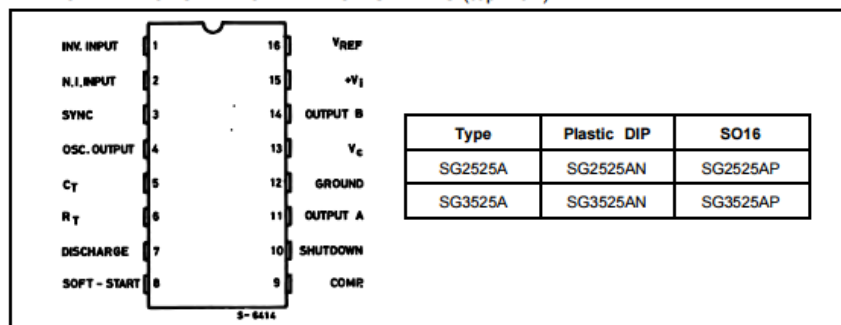 INV. INPUT 1 16 VREF
N.I. INPUT 2 15 +Vi
SYNC 3 14 OUTPUT B
OSC. OUTPUT 4 13 Vc
CT 5 12 GROUND
RT 6 11 OUTPUT A
DISCHARGE 7 10 SHUTDOWN
SOFT - START 8 9 COMP.
S-6414
Type Plastic DIP SO16
SG2525A SG2525AN SG2525AP
SG3525A SG3525AN SG3525AP